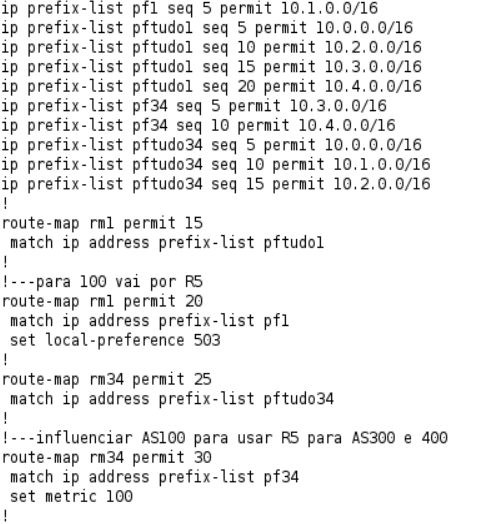 ip prefix-list pf1 seq 5 permit 10.1.0.0/16
ip prefix-list pftudo1 seq 5 permit 10.0.0.0/16
ip prefix-list pftudo1 seq 10 permit 10.2.0.0/16
ip prefix-list pftudo1 seq 15 permit 10.3.0.0/16
ip prefix-list pftudo1 seq 20 permit 10.4.0.0/16
ip prefix-list pf34 seq 5 permit 10.3.0.0/16
ip prefix-list pf34 seq 10 permit 10.4.0.0/16
ip prefix-list pftudo34 seq 5 permit 10.0.0.0/16
ip prefix-list pftudo34 seq 10 permit 10.1.0.0/16
ip prefix-list pftudo34 seq 15 permit 10.2.0.0/16
!
route-map rm1 permit 15
 match ip address prefix-list pftudo1
!
!---para 100 vai por R5
route-map rm1 permit 20
 match ip address prefix-list pf1
 set local-preference 503
!
route-map rm34 permit 25
 match ip address prefix-list pftudo34
!
!---influenciar AS100 para usar R5 para AS300 e 400
route-map rm34 permit 30
 match ip address prefix-list pf34
 set metric 100
!